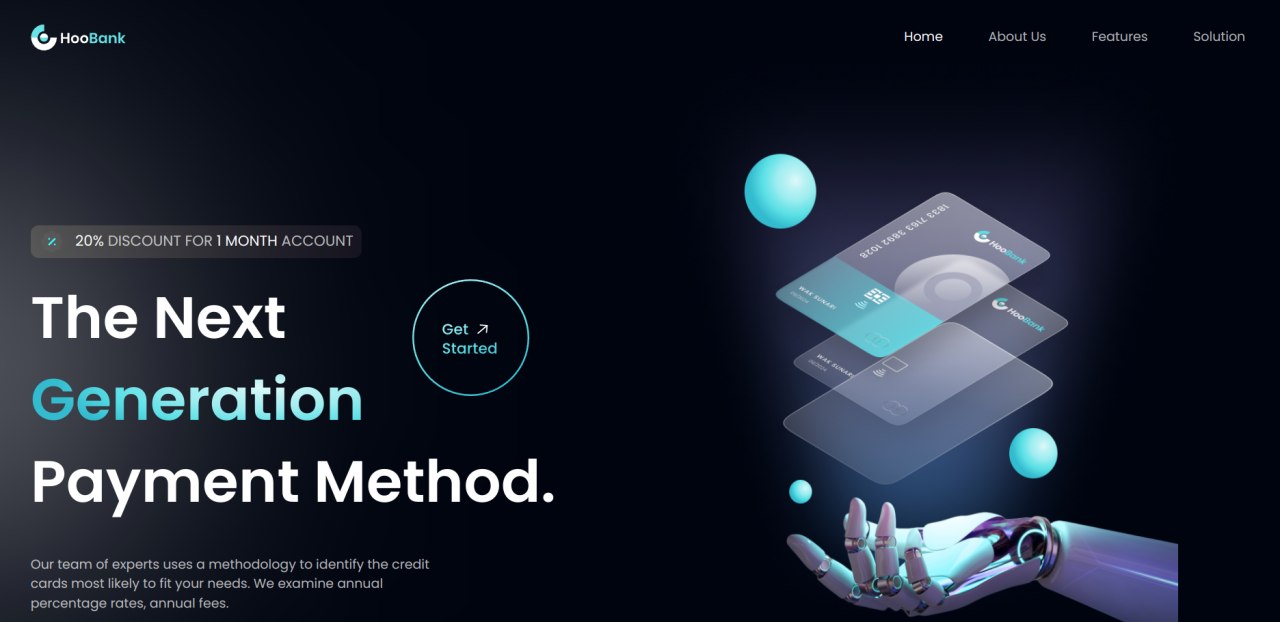 HooBank
Home
About Us
Features
Solution
20% DISCOUNT FOR 1 MONTH ACCOUNT
The Next
Generation
Payment Method.
Get
Started
Our team of experts uses a methodology to identify the credit
cards most likely to fit your needs. We examine annual
percentage rates, annual fees.
1833 7163 3892 1028
HooBank
WAK SUNARI
HooBank
WAK SUNARI